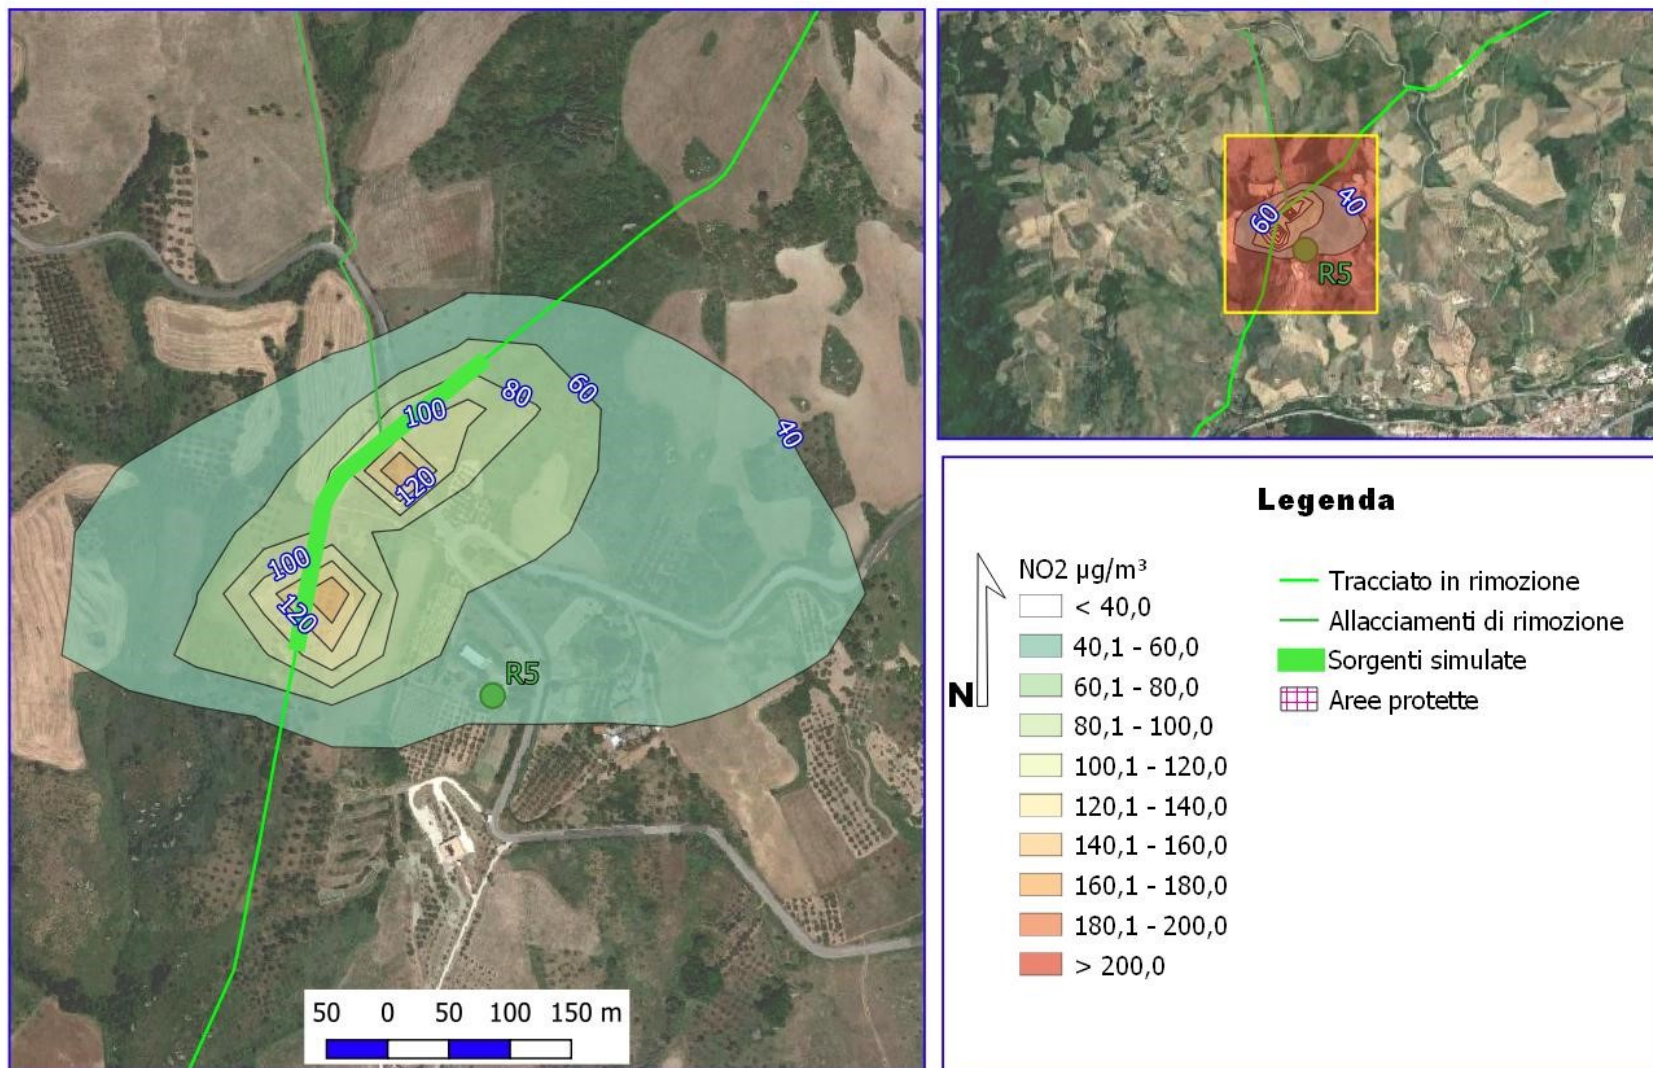 60
80
100
40
120
100
120
R5
50 0 50 100 150 m
40
60
R5
Legenda
N
NO2 µg/m³
< 40,0
40,1 - 60,0
60,1 - 80,0
80,1 - 100,0
100,1 - 120,0
120,1 - 140,0
140,1 - 160,0
160,1 - 180,0
180,1 - 200,0
> 200,0
Tracciato in rimozione
Allacciamenti di rimozione
Sorgenti simulate
Aree protette